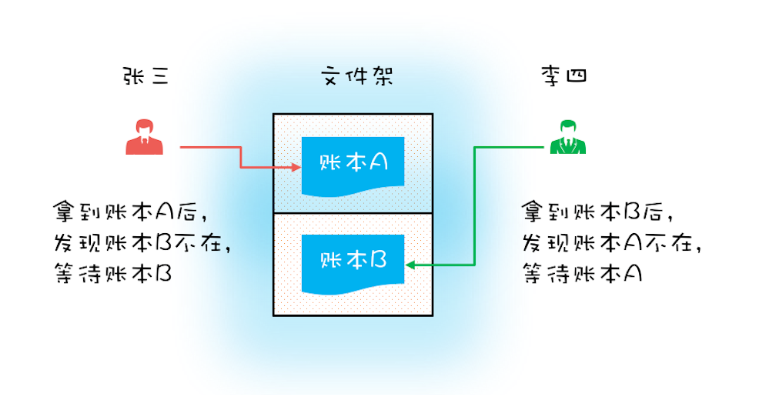 张三
文件架
李四
账本A
账本B
拿到账本A后，
发现账本B不在，
等待账本B
拿到账本B后，
发现账本A不在，
等待账本A